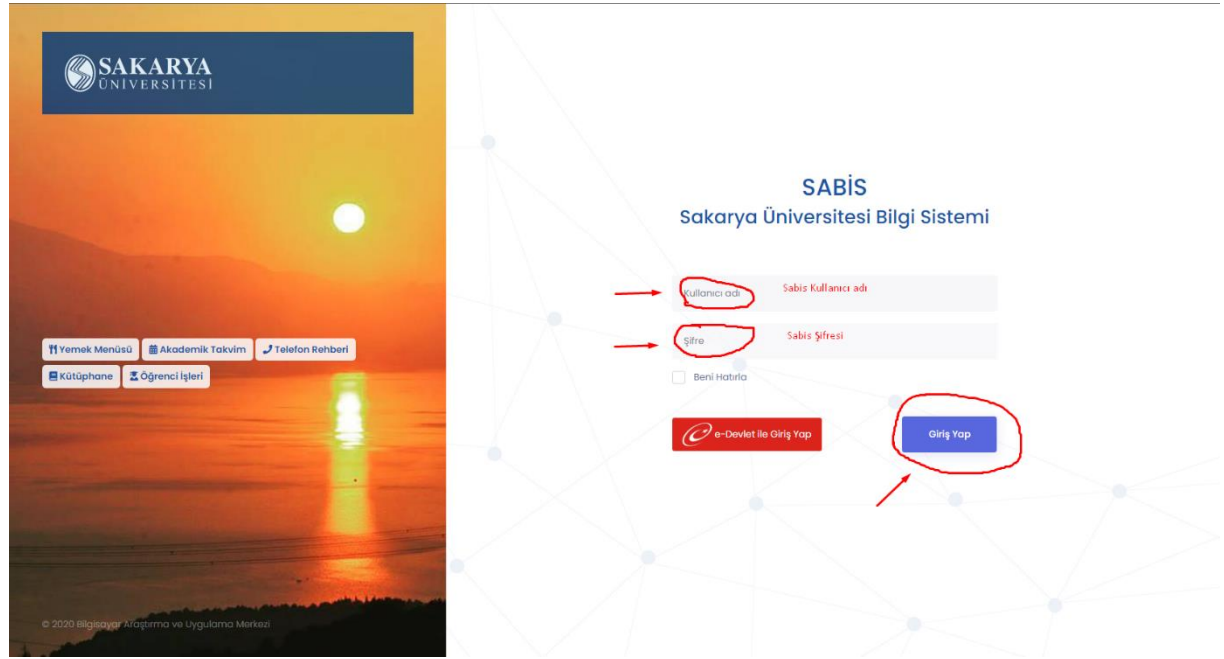 SAKARYA
ÜNİVERSİTESİ
Yemek Menüsü
Akademik Takvim
Telefon Rehberi
Kütüphane
Öğrenci İşleri
© 2020 Bilgisayar Araştırma ve Uygulama Merkezi
SABİS
Sakarya Üniversitesi Bilgi Sistemi
Kullanıcı adı
Sabis Kullanıcı adı
Şifre
Sabis Şifresi
Beni Hatırla
e-Devlet ile Giriş Yap
Giriş Yap